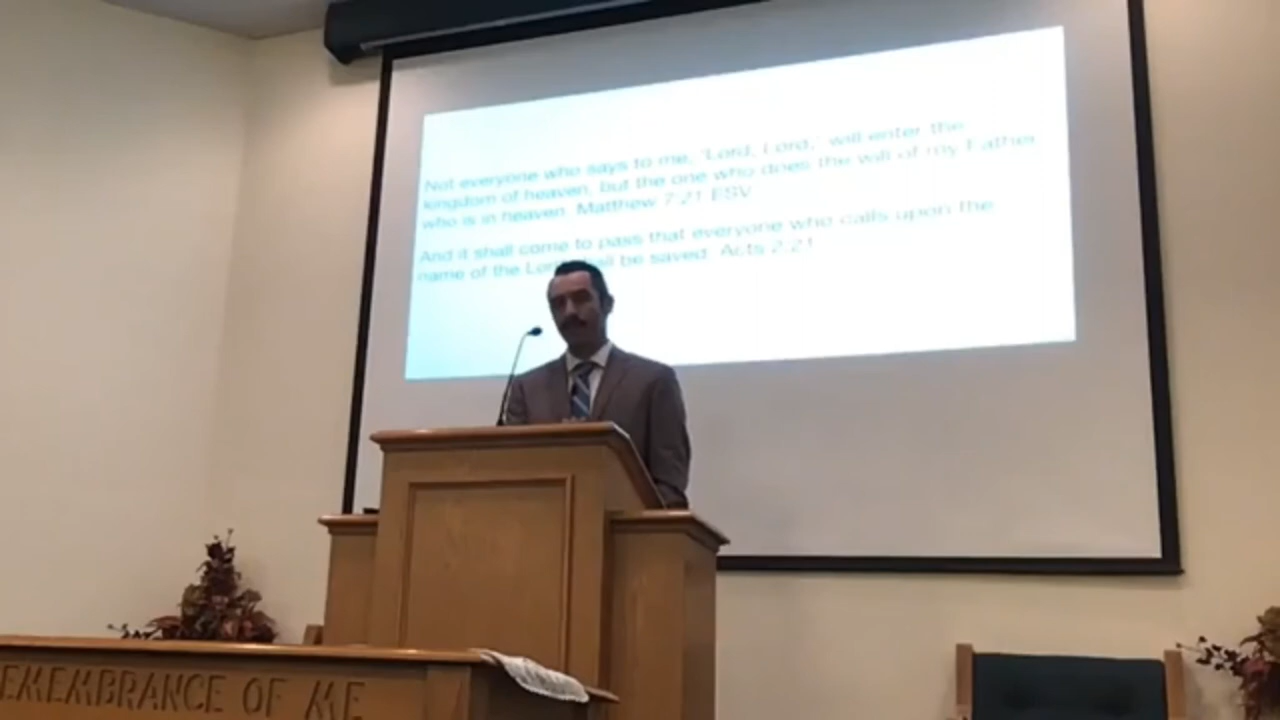 Not everyone who says to me, 'Lord, Lord,' will enter the
kingdom of heaven, but the one who does the will of my Father
who is in heaven. Matthew 7:21 ESV
And it shall come to pass that everyone who calls upon the
name of the Lord shall be saved. Acts 2:21
EMEMBRANCE OF ME